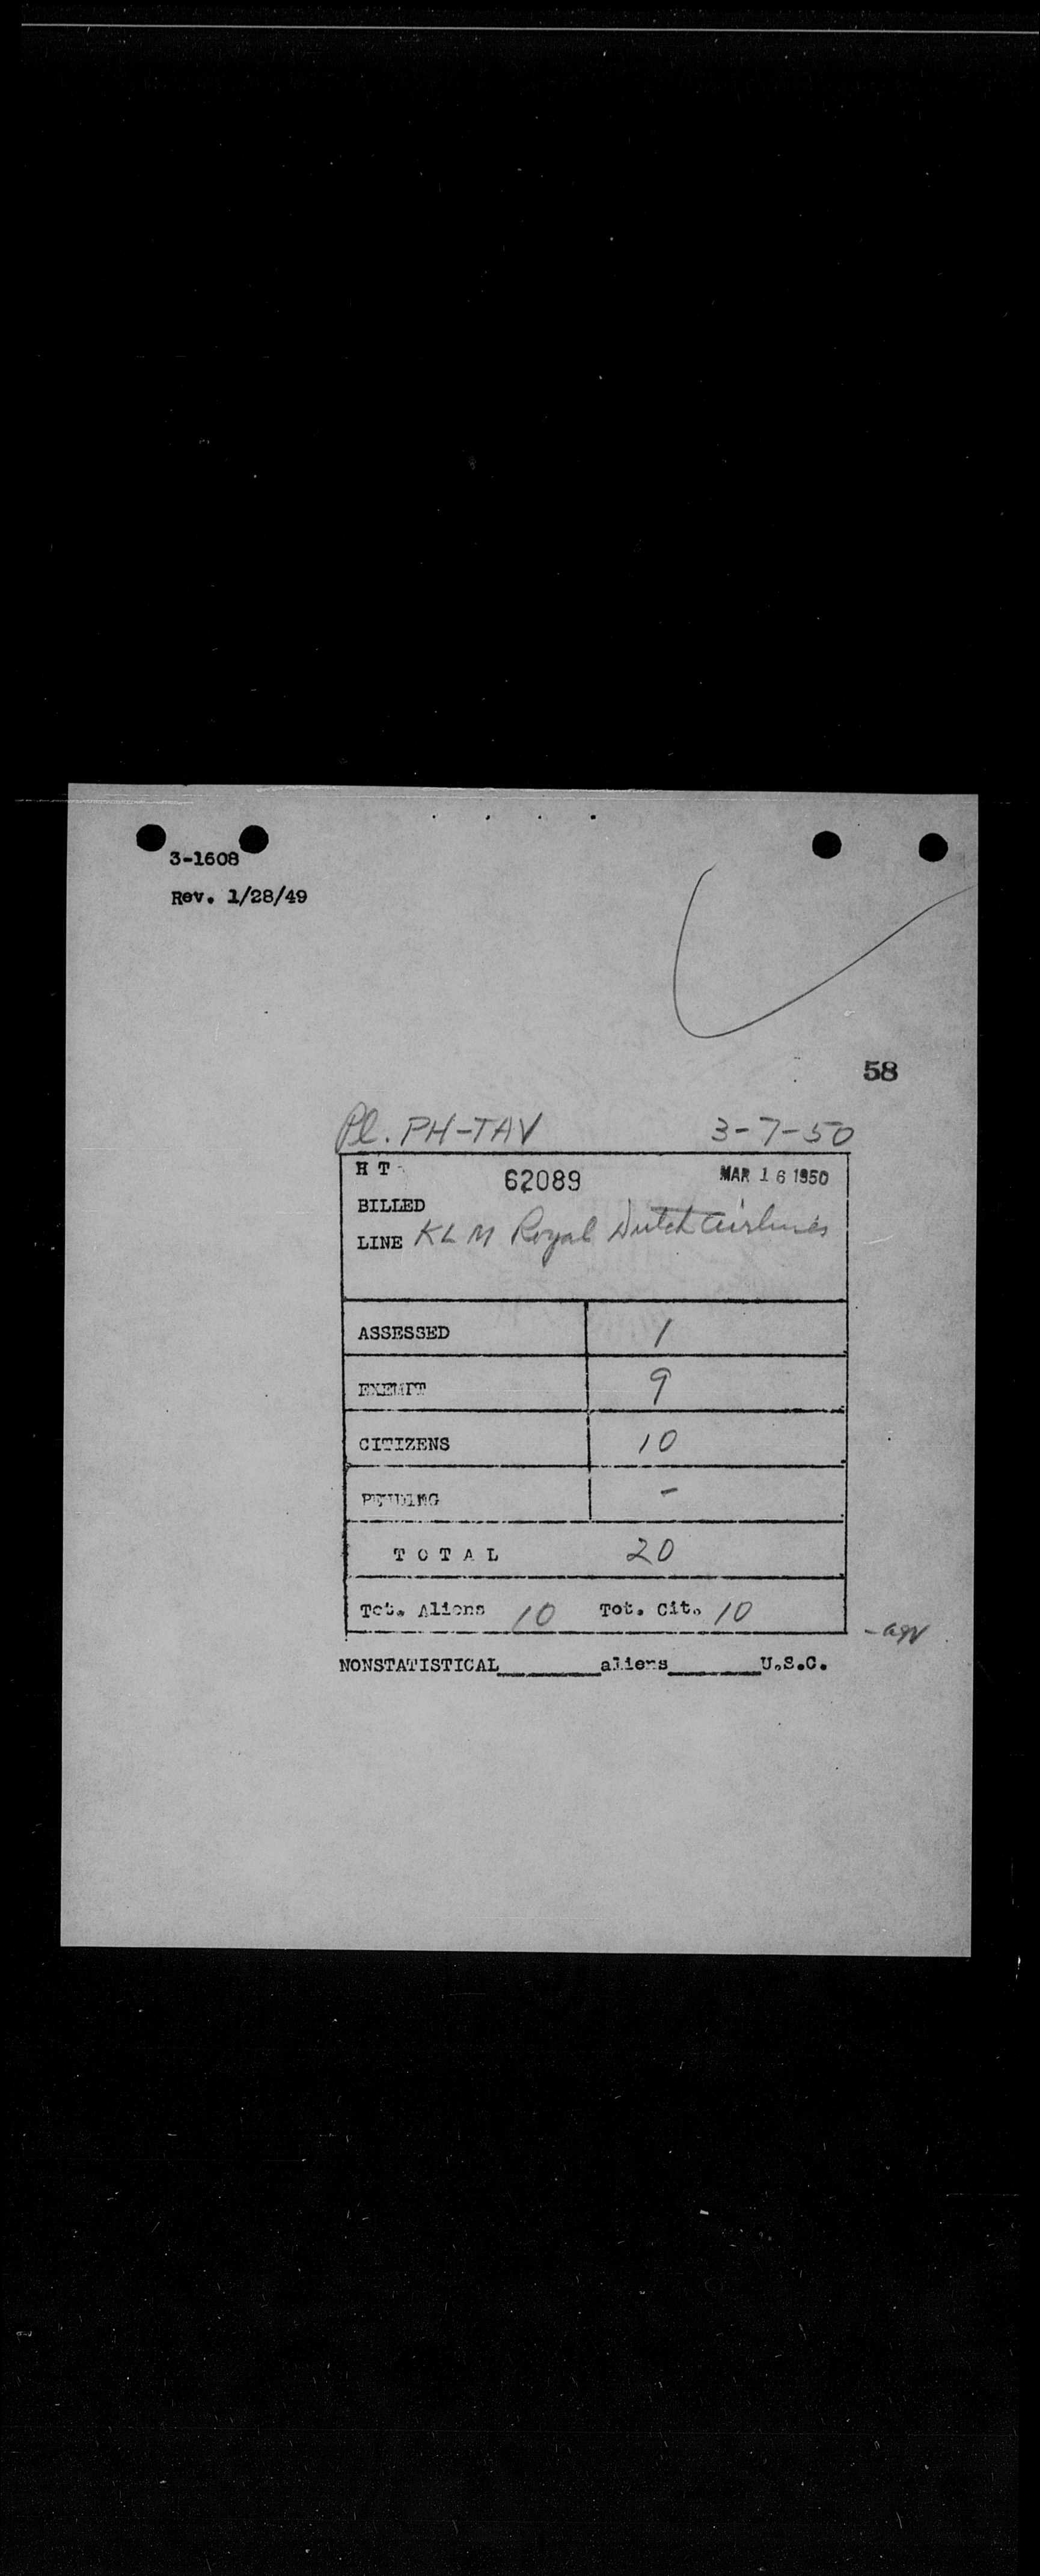 3-1608
Rev. 1/28/49
58
Pl. PH-TAV 3-7-50
H T 62089 MAR 16 1950
BILLED
LINE KLM Royal Dutch Airlines
ASSESSED 1
EXEMPT 9
CITIZENS 10
PENDING -
TOTAL 20
Tot. Aliens 10 Tot. Cit. 10
NONSTATISTICAL________aliens_______U.S.C.